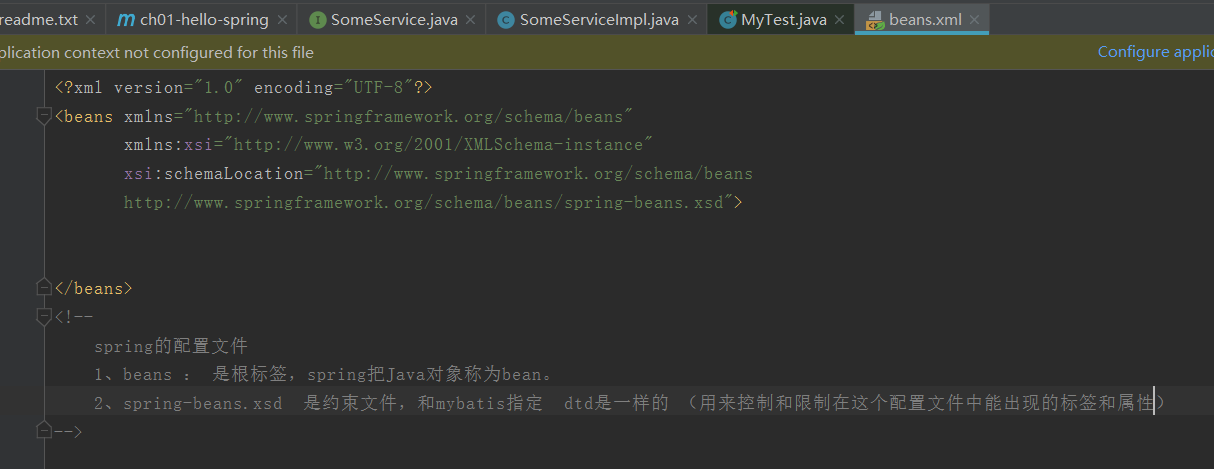 readme.txt ch01-hello-spring SomeService.java SomeServiceImpl.java MyTest.java beans.xml
plication context not configured for this file Configure applic
<?xml version="1.0" encoding="UTF-8"?>
<beans xmlns="http://www.springframework.org/schema/beans"
xmlns:xsi="http://www.w3.org/2001/XMLSchema-instance"
xsi:schemaLocation="http://www.springframework.org/schema/beans
http://www.springframework.org/schema/beans/spring-beans.xsd">
</beans>
<!--
spring的配置文件
1、beans : 是根标签，spring把Java对象称为bean。
2、spring-beans.xsd 是约束文件，和mybatis指定 dtd是一样的 （用来控制和限制在这个配置文件中能出现的标签和属性）
-->